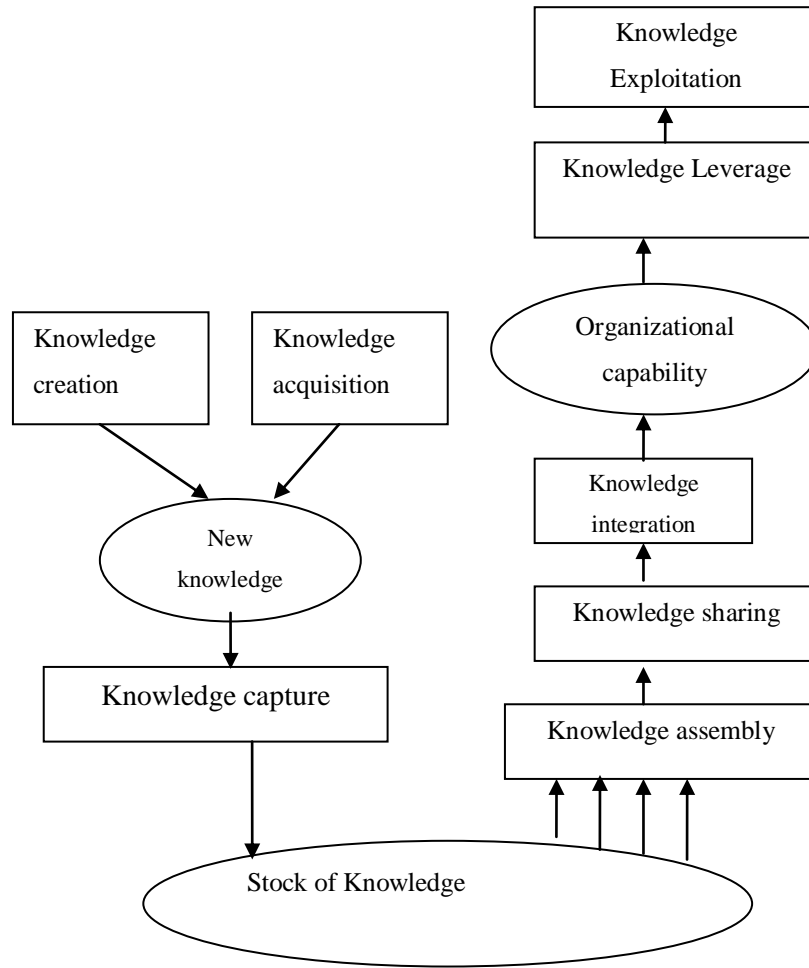 Knowledge
Exploitation
Knowledge Leverage
Organizational
capability
Knowledge
creation
Knowledge
acquisition
Knowledge
integration
New
knowledge
Knowledge sharing
Knowledge capture
Knowledge assembly
Stock of Knowledge